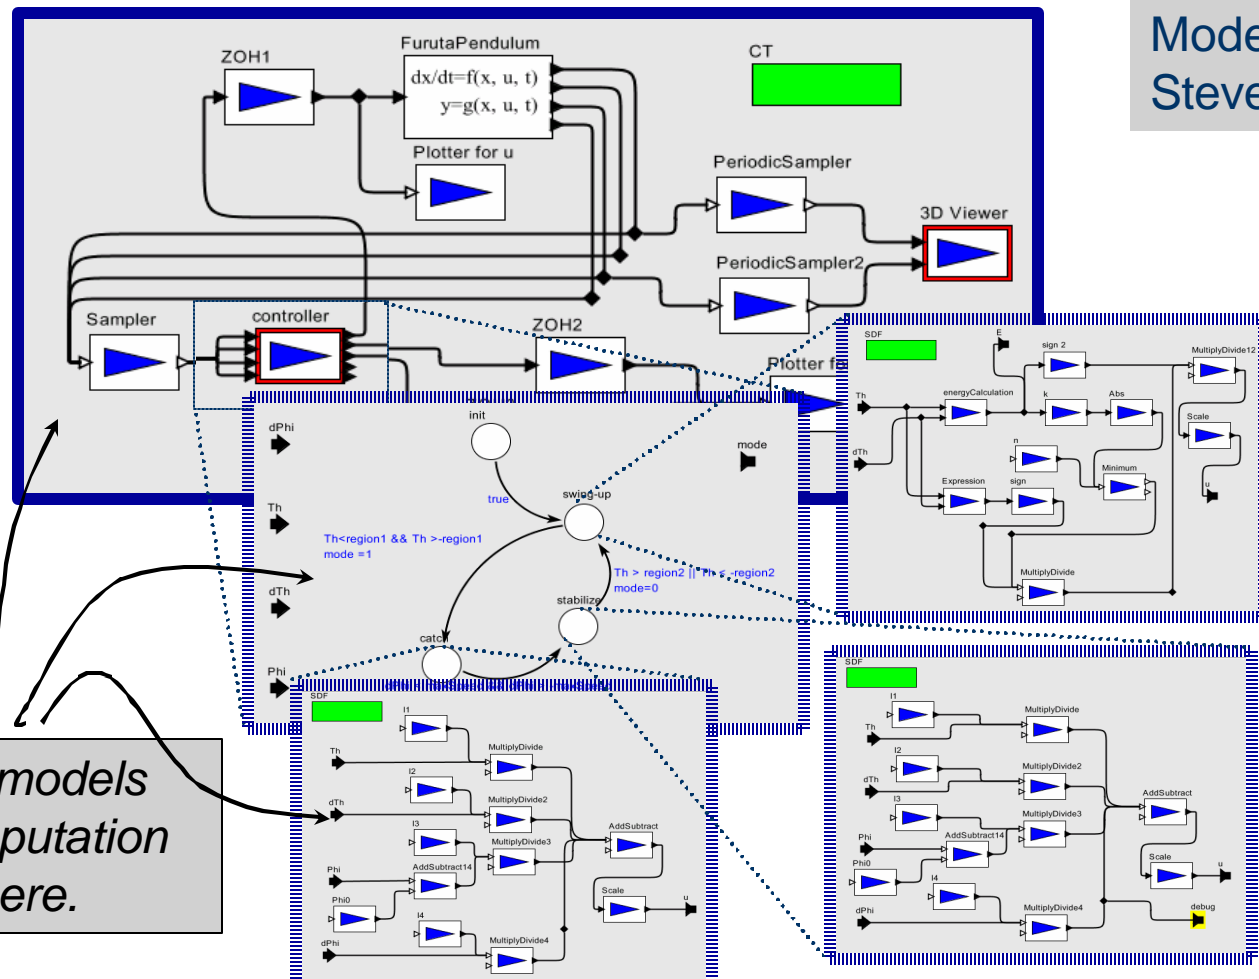 Mode
Steve
ZOH1
FurutaPendulum
dx/dt=f(x, u, t)
y=g(x, u, t)
CT
Plotter for u
PeriodicSampler
3D Viewer
PeriodicSampler2
Sampler
controller
ZOH2
Plotter fo
init
dPhi
mode
true
swing-up
Th
Th<region1 && Th >-region1
mode =1
Th > region2 || Th < -region2
mode=0
dTh
stabilize
Phi
SDF
E
sign 2
MultiplyDivide12
Th
energyCalculation
k
Abs
Scale
dTh
n
Minimum
Expression
sign
u
MultiplyDivide
SDF
I1
Th
MultiplyDivide
I2
dTh
MultiplyDivide2
I3
AddSubtract
MultiplyDivide3
Phi
AddSubtract14
Phi0
Scale
u
I4
dPhi
MultiplyDivide4
SDF
I1
Th
MultiplyDivide
I2
dTh
MultiplyDivide2
I3
AddSubtract
MultiplyDivide3
Phi
AddSubtract14
Phi0
Scale
u
I4
dPhi
MultiplyDivide4
debug
models
putation
ere.